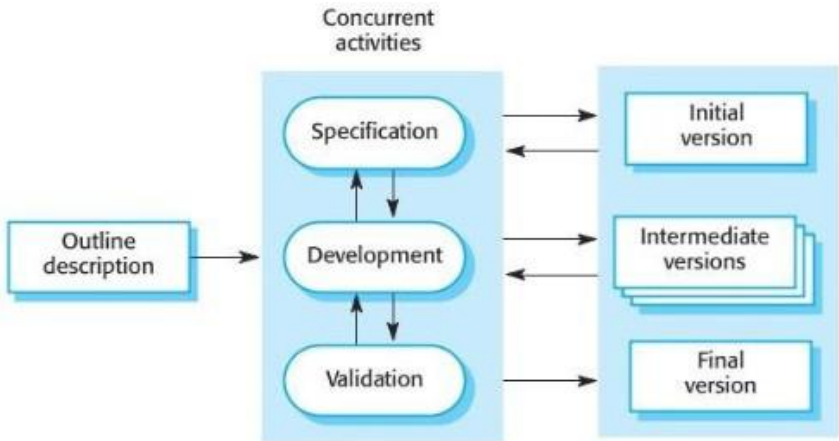 Concurrent
activities
Specification
Initial
version
Outline
description
Development
Intermediate
versions
Validation
Final
version